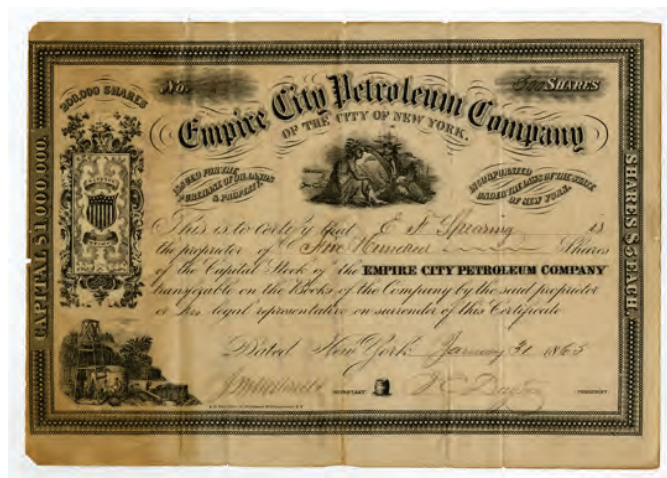 200,000 SHARES
No.
500 SHARES
Empire City Petroleum Company
OF THE CITY OF NEW YORK.
ISSUED FOR THE
PURCHASE OF OIL LANDS
& PROPERTY.
INCORPORATED
UNDER THE LAWS OF THE STATE
OF NEW YORK.
CAPITAL $1,000,000.
SHARES $5 EACH.
This is to certify that E. Spearing is
the proprietor of Five Hundred Shares
of the Capital Stock of the EMPIRE CITY PETROLEUM COMPANY
transferable on the Books of the Company by the said proprietor
or his legal representative on surrender of this Certificate
Dated New York January 31 1865
SECRETARY
PRESIDENT